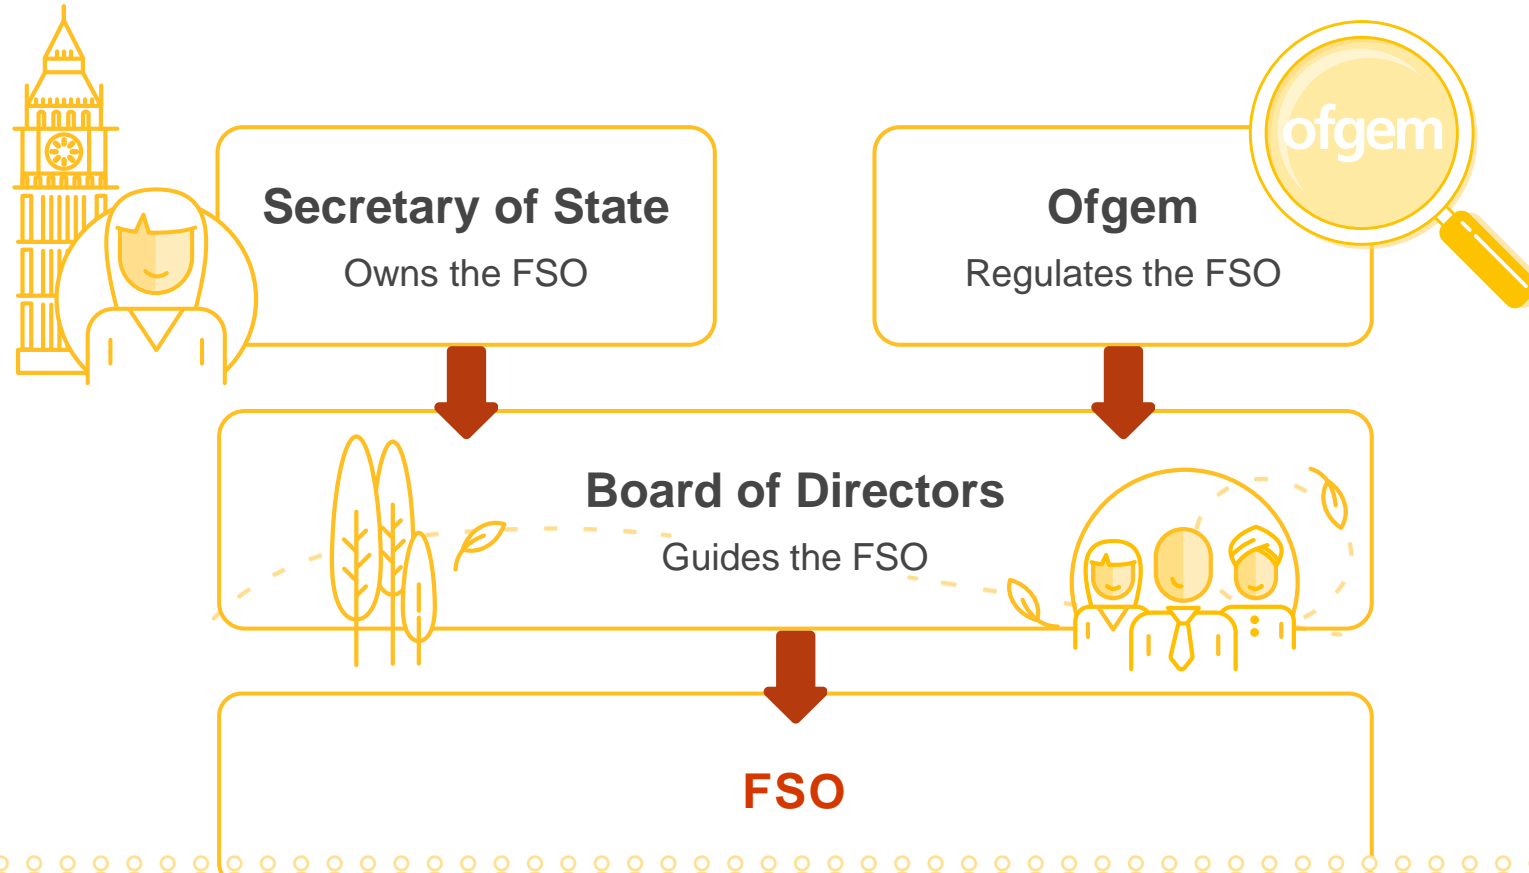 Secretary of State
Owns the FSO
ofgem
Ofgem
Regulates the FSO
Board of Directors
Guides the FSO
FSO